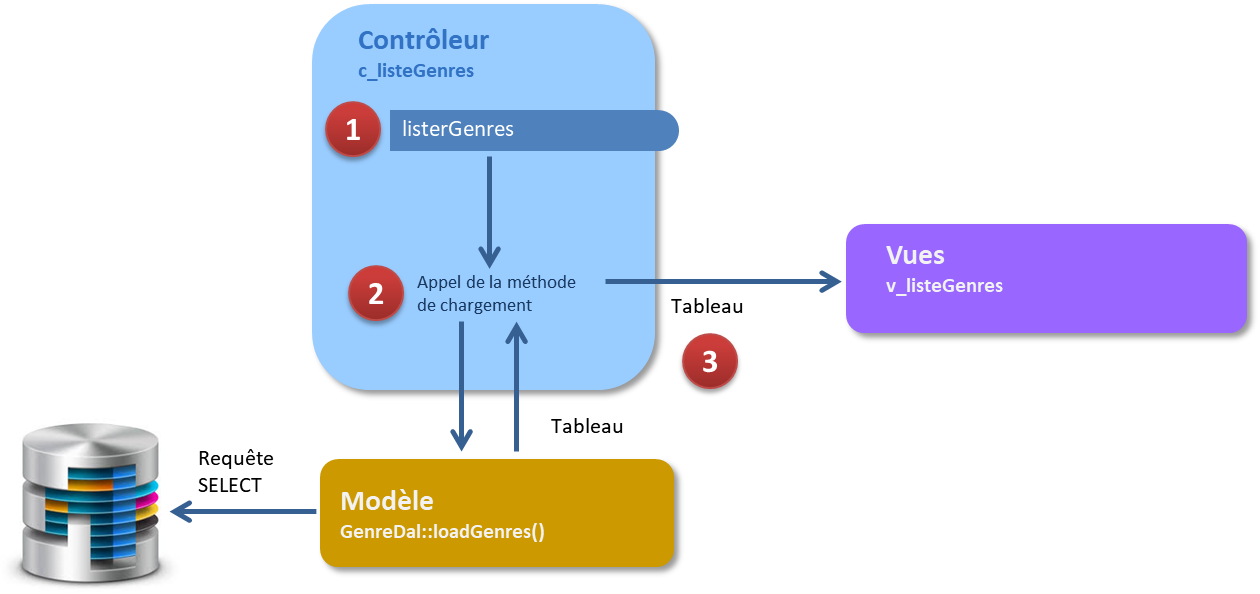 Contrôleur
c_listeGenres
1
listerGenres
2
Appel de la méthode
de chargement
Vues
v_listeGenres
Tableau
3
Tableau
Requête
SELECT
Modèle
GenreDal::loadGenres()